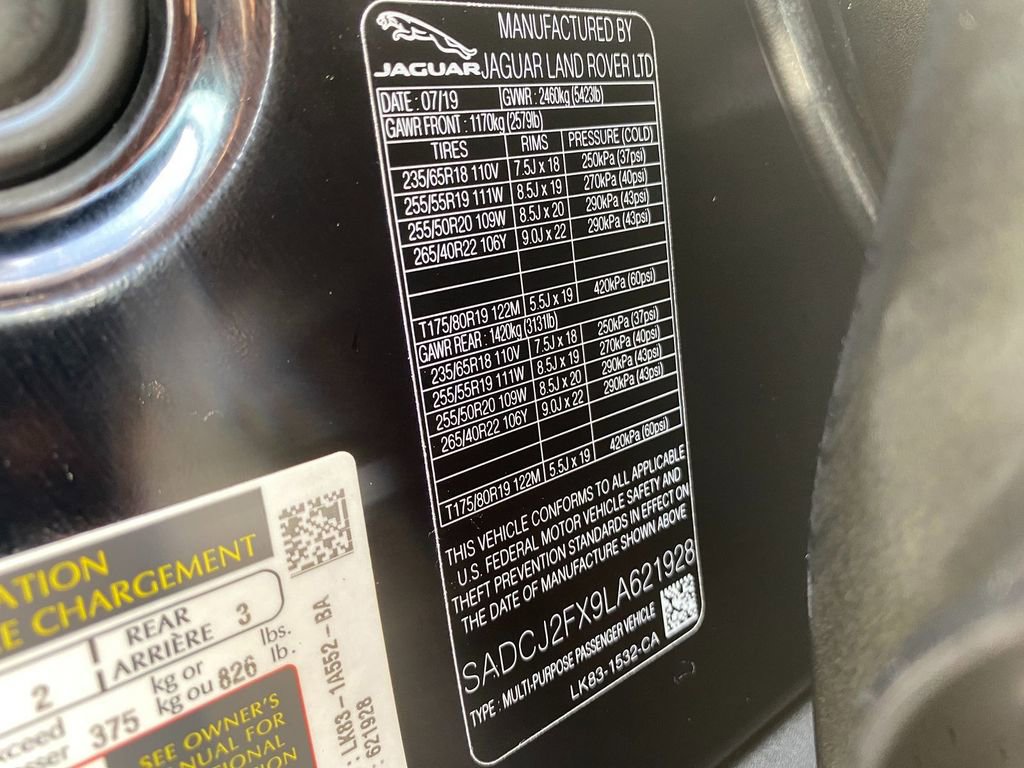 JAGUAR
MANUFACTURED BY
JAGUAR LAND ROVER LTD
DATE : 07/19 GVWR : 2460kg (5423lb)
GAWR FRONT : 1170kg (2579lb)
TIRES RIMS PRESSURE (COLD)
235/65R18 110V 7.5J x 18 250kPa (37psi)
255/55R19 111W 8.5J x 19 270kPa (40psi)
255/50R20 109W 8.5J x 20 290kPa (43psi)
265/40R22 106Y 9.0J x 22 290kPa (43psi)
T175/80R19 122M 5.5J x 19 420kPa (60psi)
GAWR REAR : 1420kg (3131lb)
235/65R18 110V 7.5J x 18 250kPa (37psi)
255/55R19 111W 8.5J x 19 270kPa (40psi)
255/50R20 109W 8.5J x 20 290kPa (43psi)
265/40R22 106Y 9.0J x 22 290kPa (43psi)
T175/80R19 122M 5.5J x 19 420kPa (60psi)
THIS VEHICLE CONFORMS TO ALL APPLICABLE
U.S. FEDERAL MOTOR VEHICLE SAFETY AND
THEFT PREVENTION STANDARDS IN EFFECT ON
THE DATE OF MANUFACTURE SHOWN ABOVE
SADCJ2FX9LA621928
TYPE : MULTI-PURPOSE PASSENGER VEHICLE
LK83-1532-CA
ATION
E CHARGEMENT
2 REAR
ARRIÈRE 3
xceed 375 kg or
kg ou 826 lbs.
lb.
SEE OWNER'S
NUAL FOR
TIONAL
ION
: LK83 - 1A552 - BA
: 621928